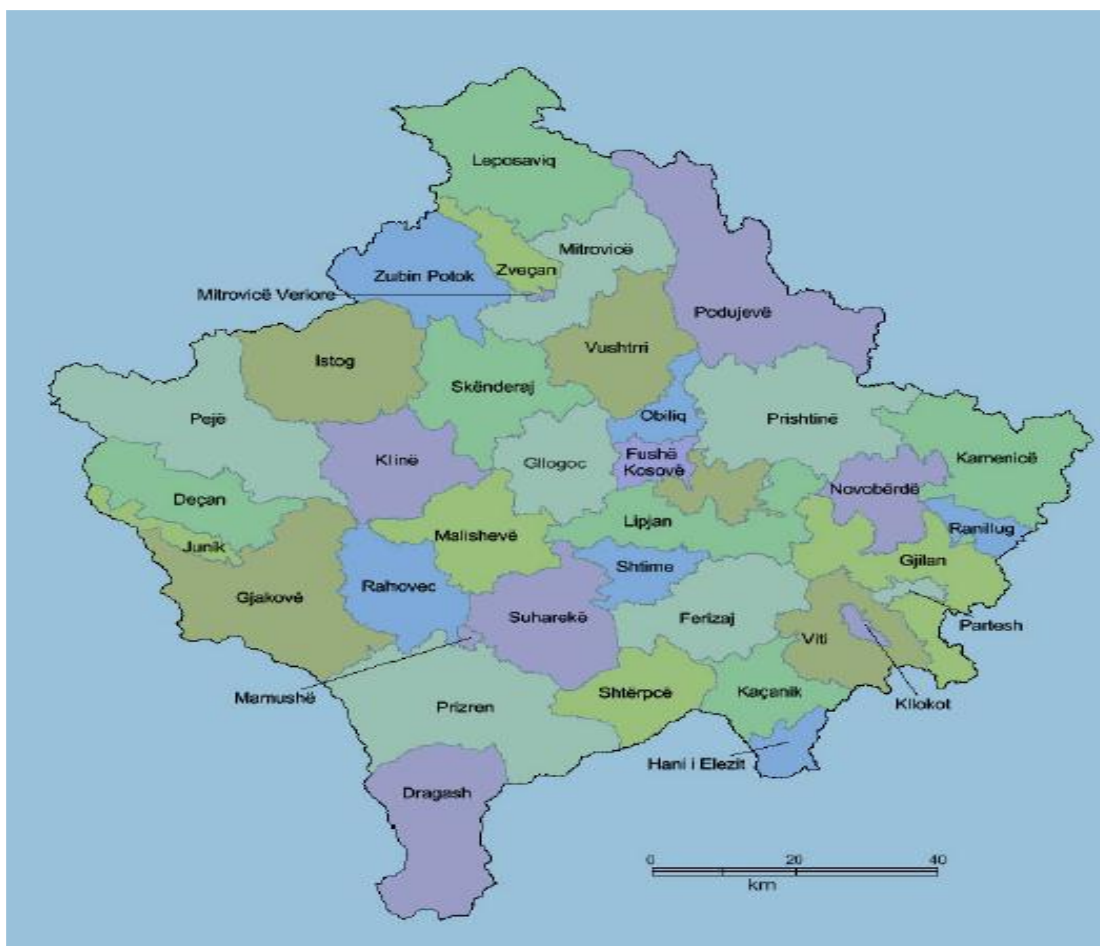 Leposaviq
Mitrovicë
Zveçan
Zubin Potok
Mitrovicë Veriore
Podujevë
Vushtrri
Istog
Skënderaj
Obiliq
Pejë
Prishtinë
Klinë
Gllogoc
Fushë
Kosovë
Kamenicë
Deçan
Novobërdë
Lipjan
Ranillug
Malishevë
Junik
Gjilan
Shtime
Rahovec
Gjakovë
Suharekë
Ferizaj
Partesh
Viti
Mamushë
Shtërpcë
Kaçanik
Kllokot
Prizren
Hani i Elezit
Dragash
0 20 40
km